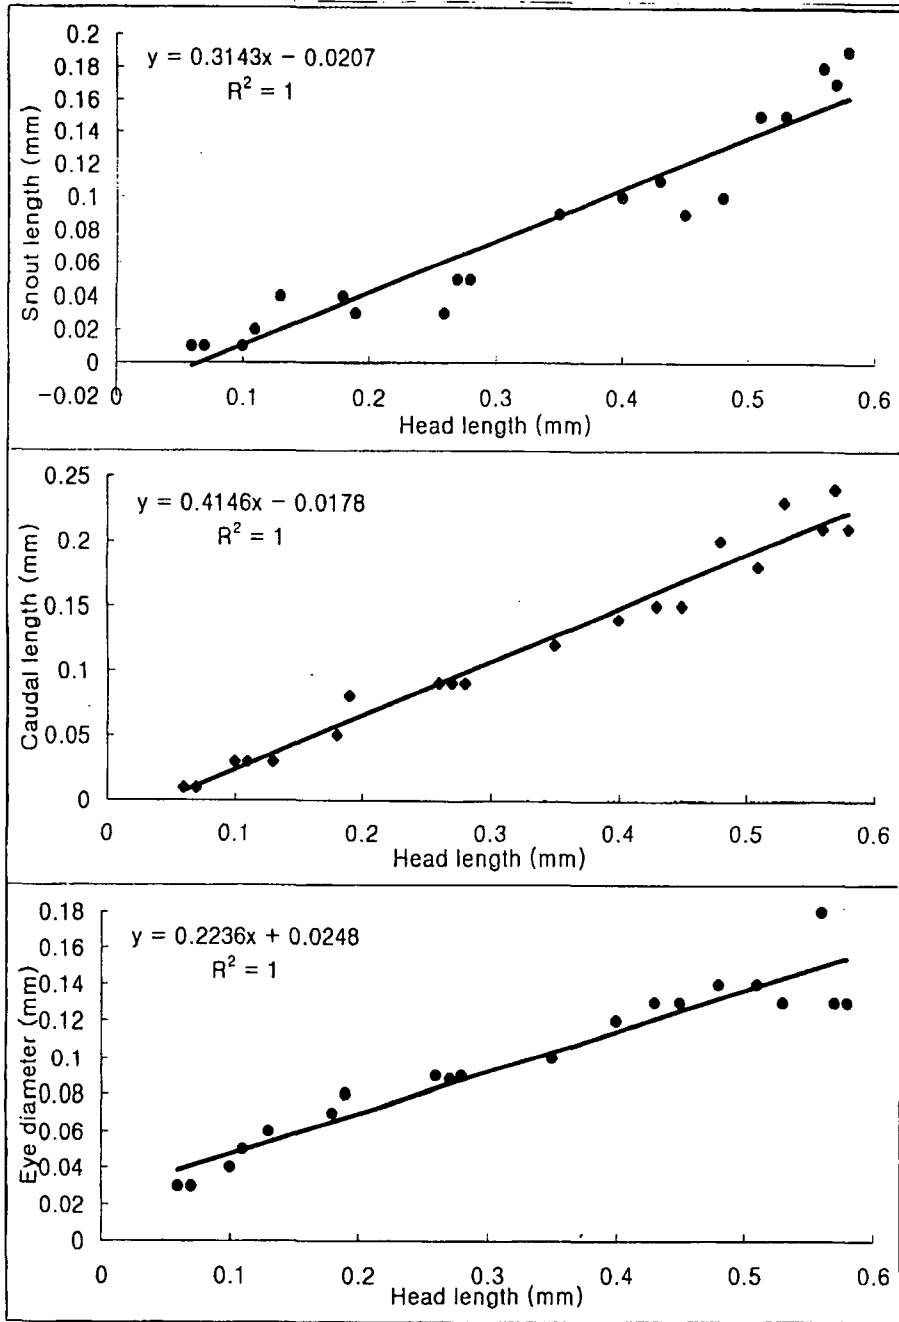 0.2
0.18
0.16
0.14
0.12
0.1
0.08
0.06
0.04
0.02
0
−0.02
Snout length (mm)
y = 0.3143x − 0.0207
R² = 1
0 0.1 0.2 0.3 0.4 0.5 0.6
Head length (mm)
0.25
0.2
0.15
0.1
0.05
0
Caudal length (mm)
y = 0.4146x − 0.0178
R² = 1
0 0.1 0.2 0.3 0.4 0.5 0.6
Head length (mm)
0.18
0.16
0.14
0.12
0.1
0.08
0.06
0.04
0.02
0
Eye diameter (mm)
y = 0.2236x + 0.0248
R² = 1
0 0.1 0.2 0.3 0.4 0.5 0.6
Head length (mm)